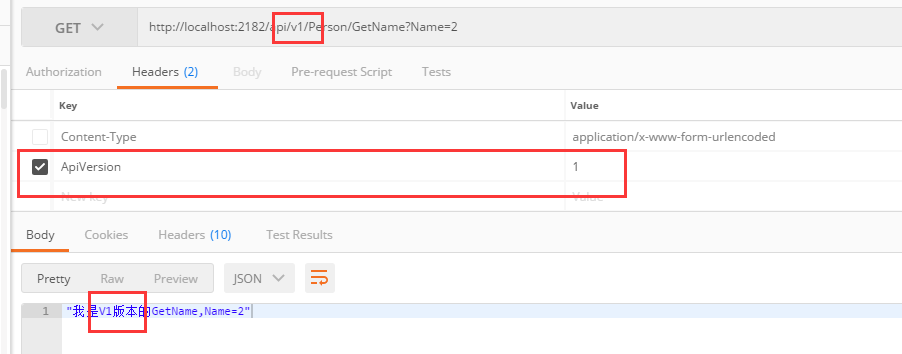 GET http://localhost:2182/api/v1/Person/GetName?Name=2
Authorization Headers (2) Body Pre-request Script Tests
Key Value
Content-Type application/x-www-form-urlencoded
ApiVersion 1
New key Value
Body Cookies Headers (10) Test Results
Pretty Raw Preview JSON
1 "我是V1版本的GetName,Name=2"